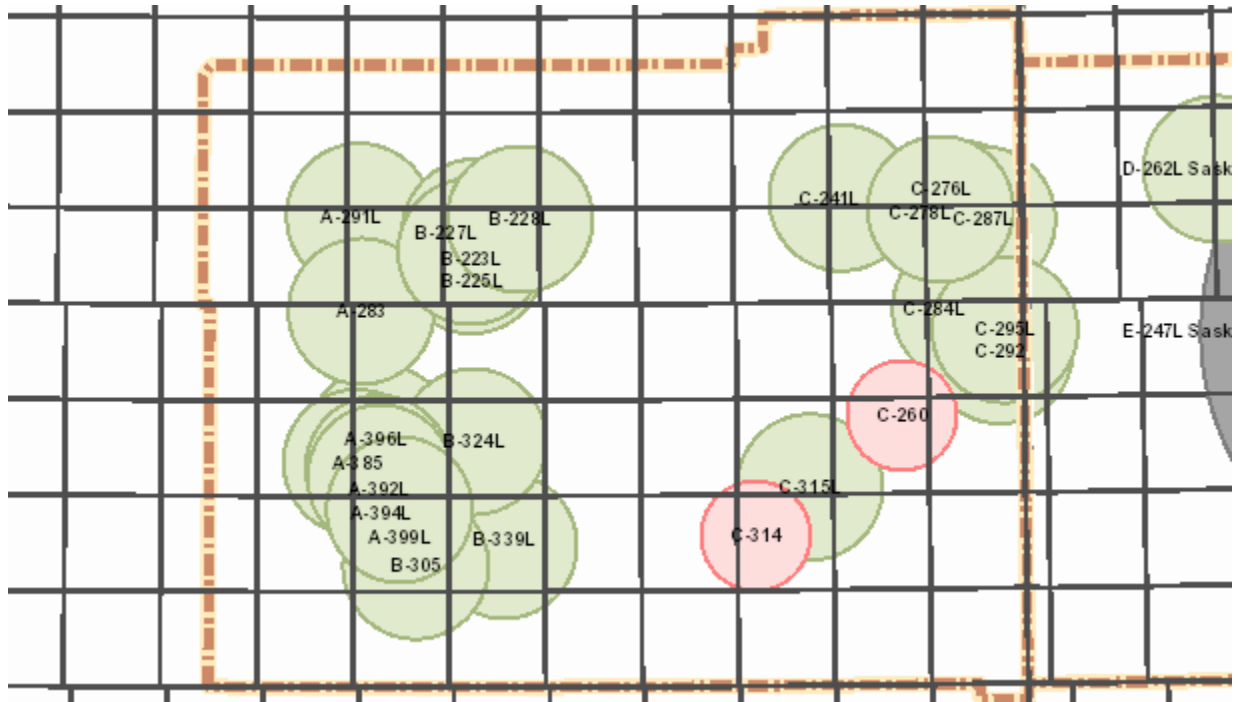 D-262L Sask
C-276L
C-241L
C-278L
C-287L
A-291L
B-228L
B-227L
B-223L
B-225L
A-283
C-284L
C-295L
C-292
E-247L Sask
C-260
A-396L
B-324L
A-385
A-392L
C-315L
A-394L
A-399L
B-339L
C-314
B-305